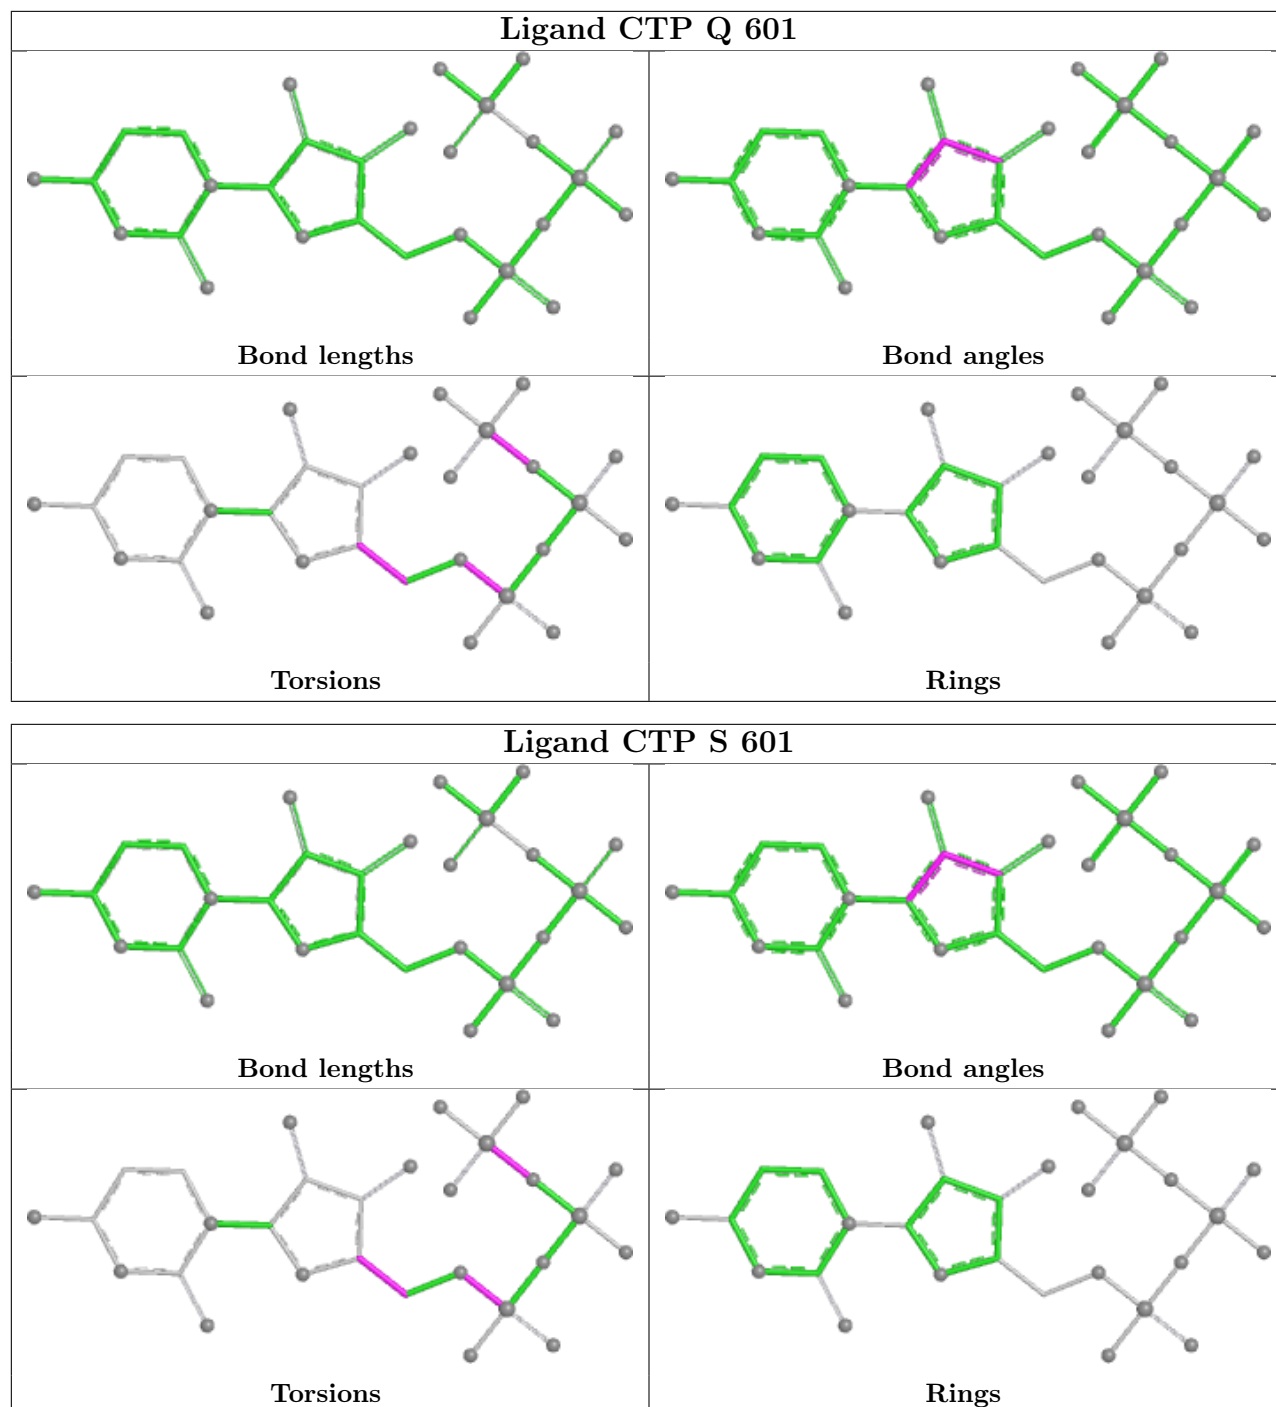 Ligand CTP Q 601
Bond lengths
Bond angles
Torsions
Rings
Ligand CTP S 601
Bond lengths
Bond angles
Torsions
Rings